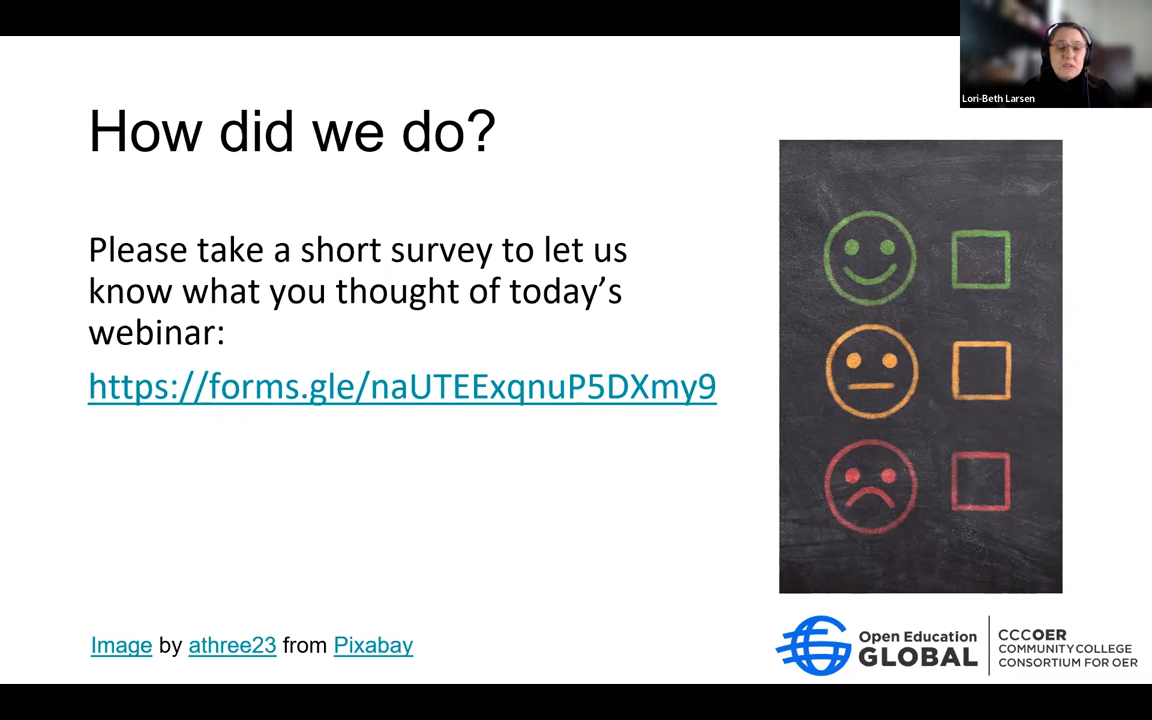 Lori-Beth Larsen
How did we do?
Please take a short survey to let us
know what you thought of today’s
webinar:
https://forms.gle/naUTEExqnuP5DXmy9
Image by athree23 from Pixabay
Open Education
GLOBAL
CCCOER
COMMUNITY COLLEGE
CONSORTIUM FOR OER